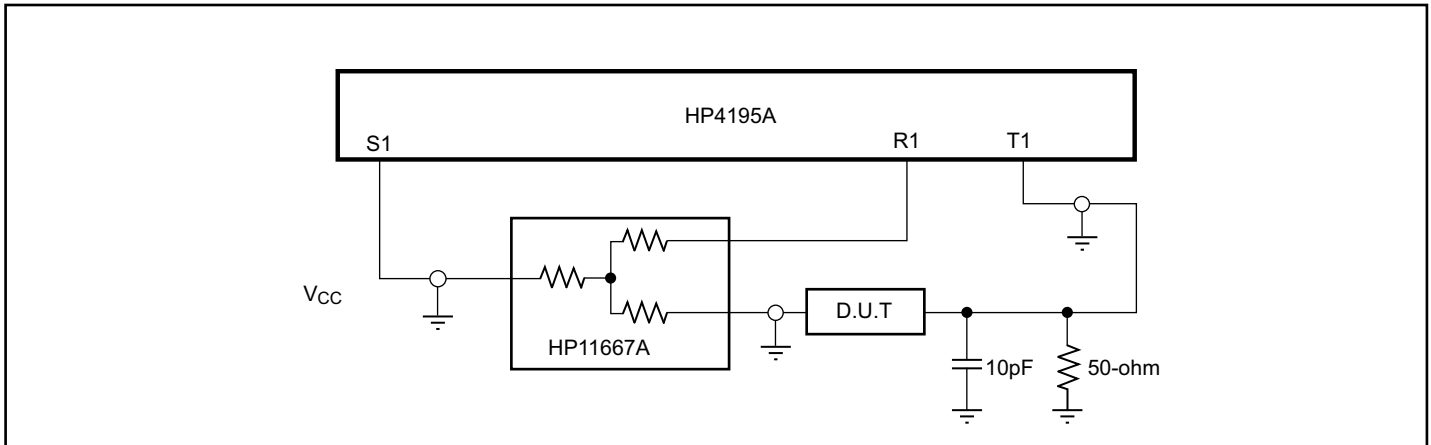 HP4195A
S1
R1
T1
VCC
HP11667A
D.U.T
10pF
50-ohm